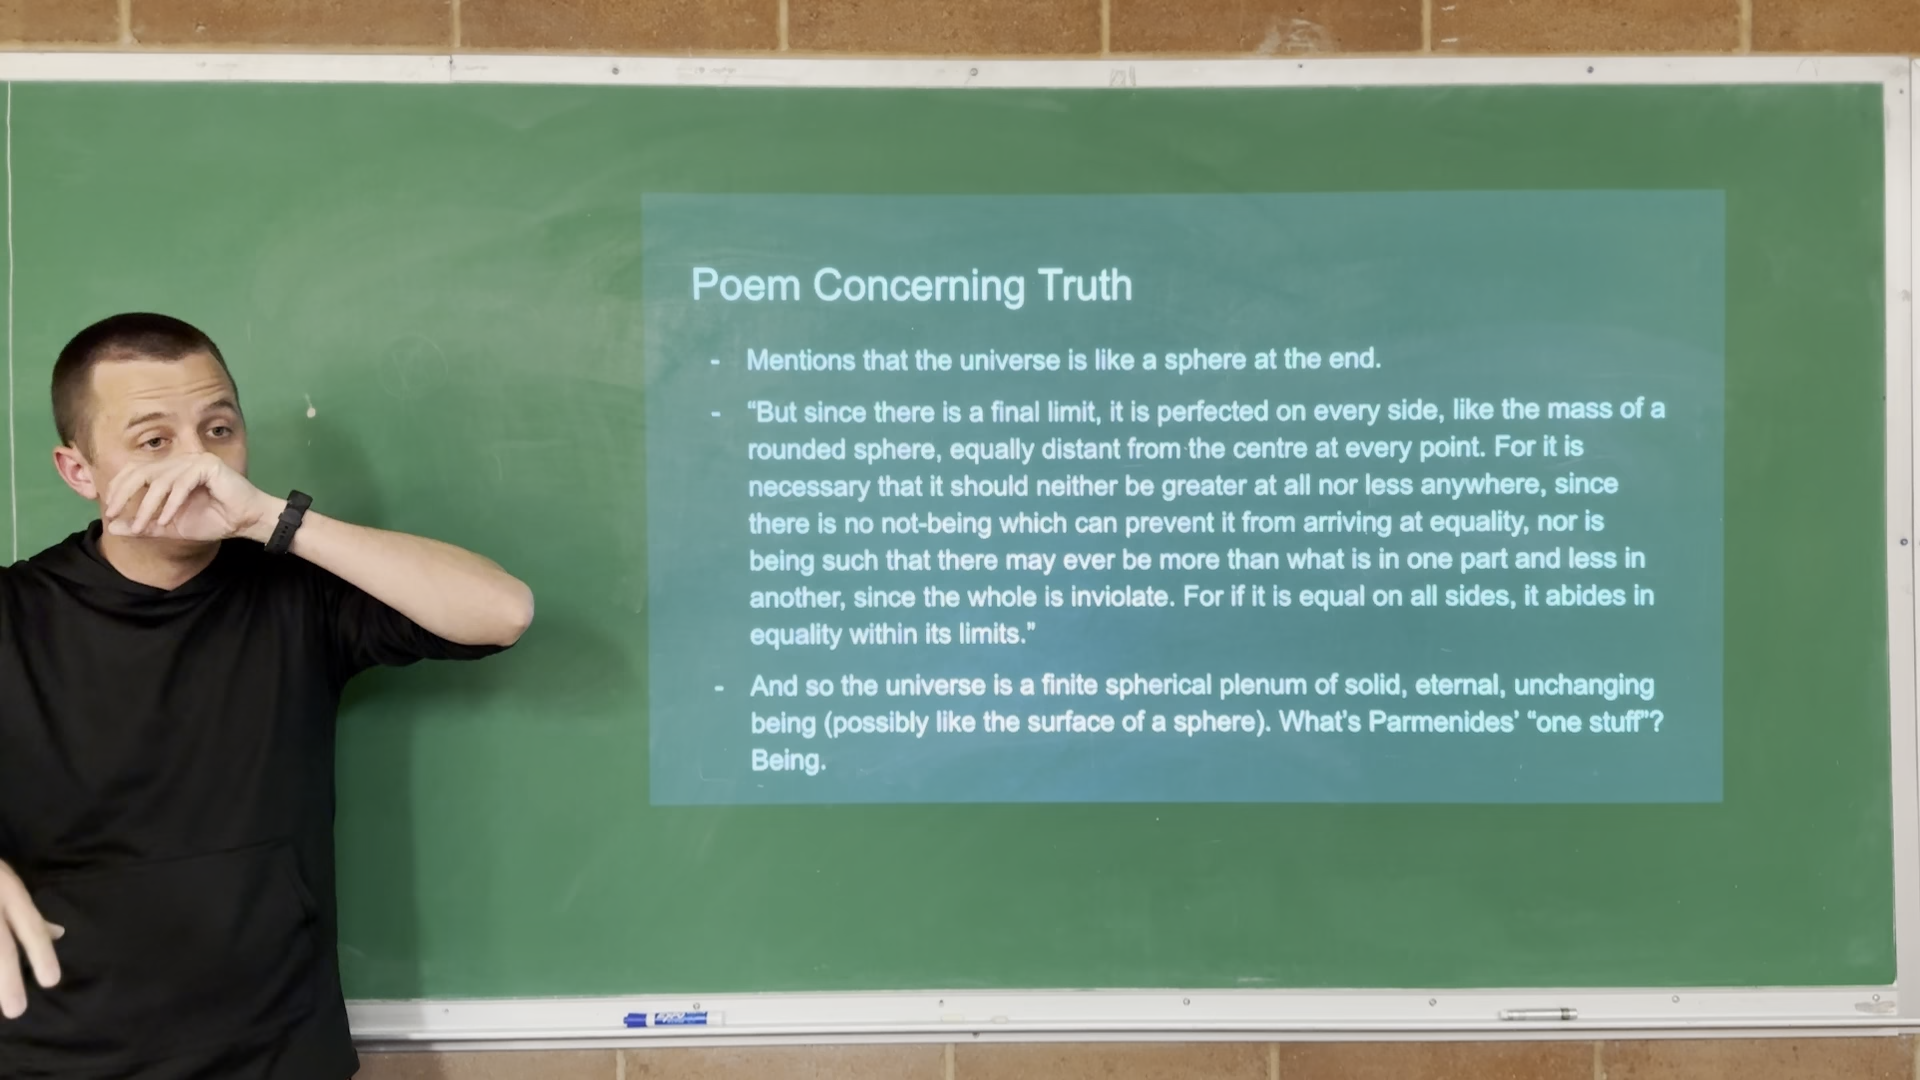 Poem Concerning Truth
- Mentions that the universe is like a sphere at the end.
- “But since there is a final limit, it is perfected on every side, like the mass of a
rounded sphere, equally distant from the centre at every point. For it is
necessary that it should neither be greater at all nor less anywhere, since
there is no not-being which can prevent it from arriving at equality, nor is
being such that there may ever be more than what is in one part and less in
another, since the whole is inviolate. For if it is equal on all sides, it abides in
equality within its limits.”
- And so the universe is a finite spherical plenum of solid, eternal, unchanging
being (possibly like the surface of a sphere). What’s Parmenides’ “one stuff”?
Being.